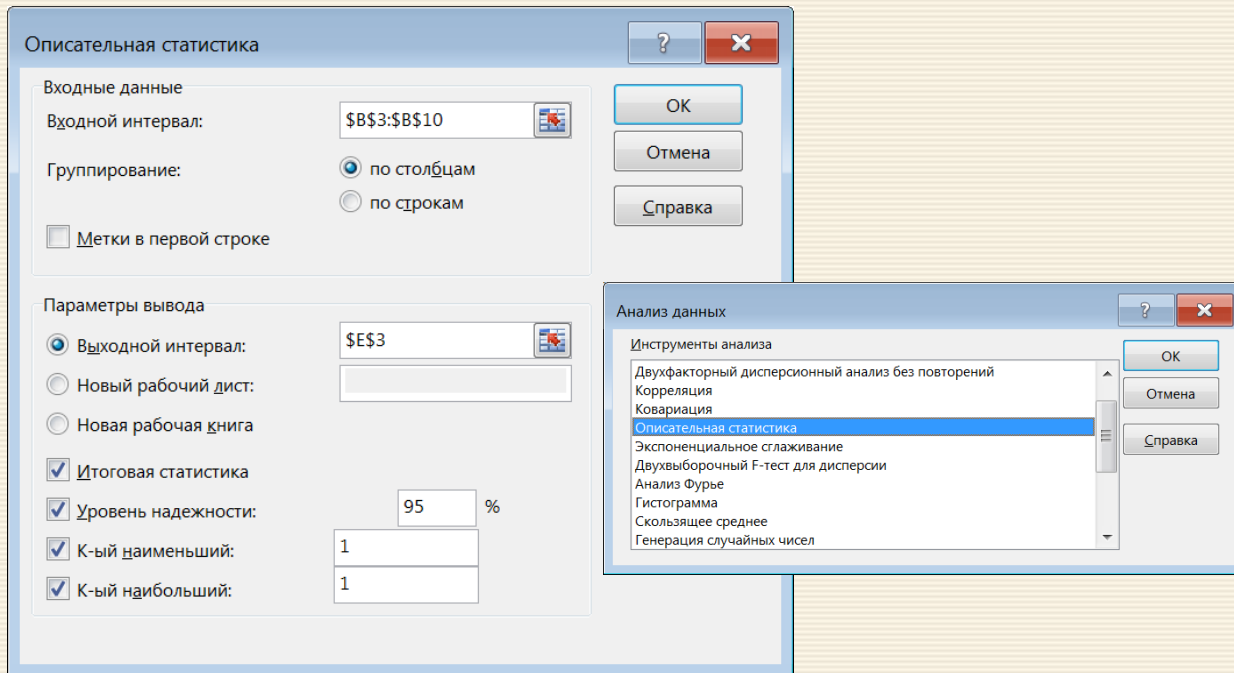 Описательная статистика
Входные данные
Входной интервал: $B$3:$B$10
Группирование: по столбцам
по строкам
Метки в первой строке
ОК
Отмена
Справка
Параметры вывода
Выходной интервал: $E$3
Новый рабочий лист:
Новая рабочая книга
Итоговая статистика
Уровень надежности: 95 %
К-ый наименьший: 1
К-ый наибольший: 1
Анализ данных
Инструменты анализа
Двухфакторный дисперсионный анализ без повторений
Корреляция
Ковариация
Описательная статистика
Экспоненциальное сглаживание
Двухвыборочный F-тест для дисперсии
Анализ Фурье
Гистограмма
Скользящее среднее
Генерация случайных чисел
ОК
Отмена
Справка